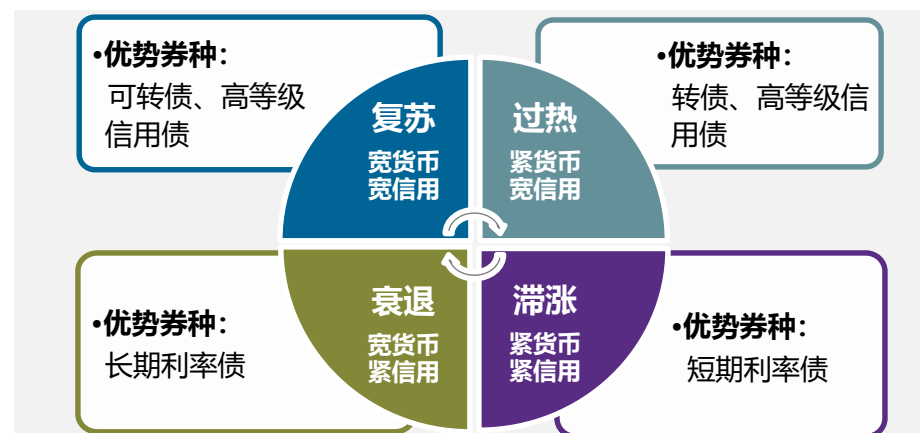 •优势券种：
可转债、高等级
信用债
复苏
宽货币
宽信用
过热
紧货币
宽信用
•优势券种：
转债、高等级信
用债
•优势券种：
长期利率债
衰退
宽货币
紧信用
滞涨
紧货币
紧信用
•优势券种：
短期利率债